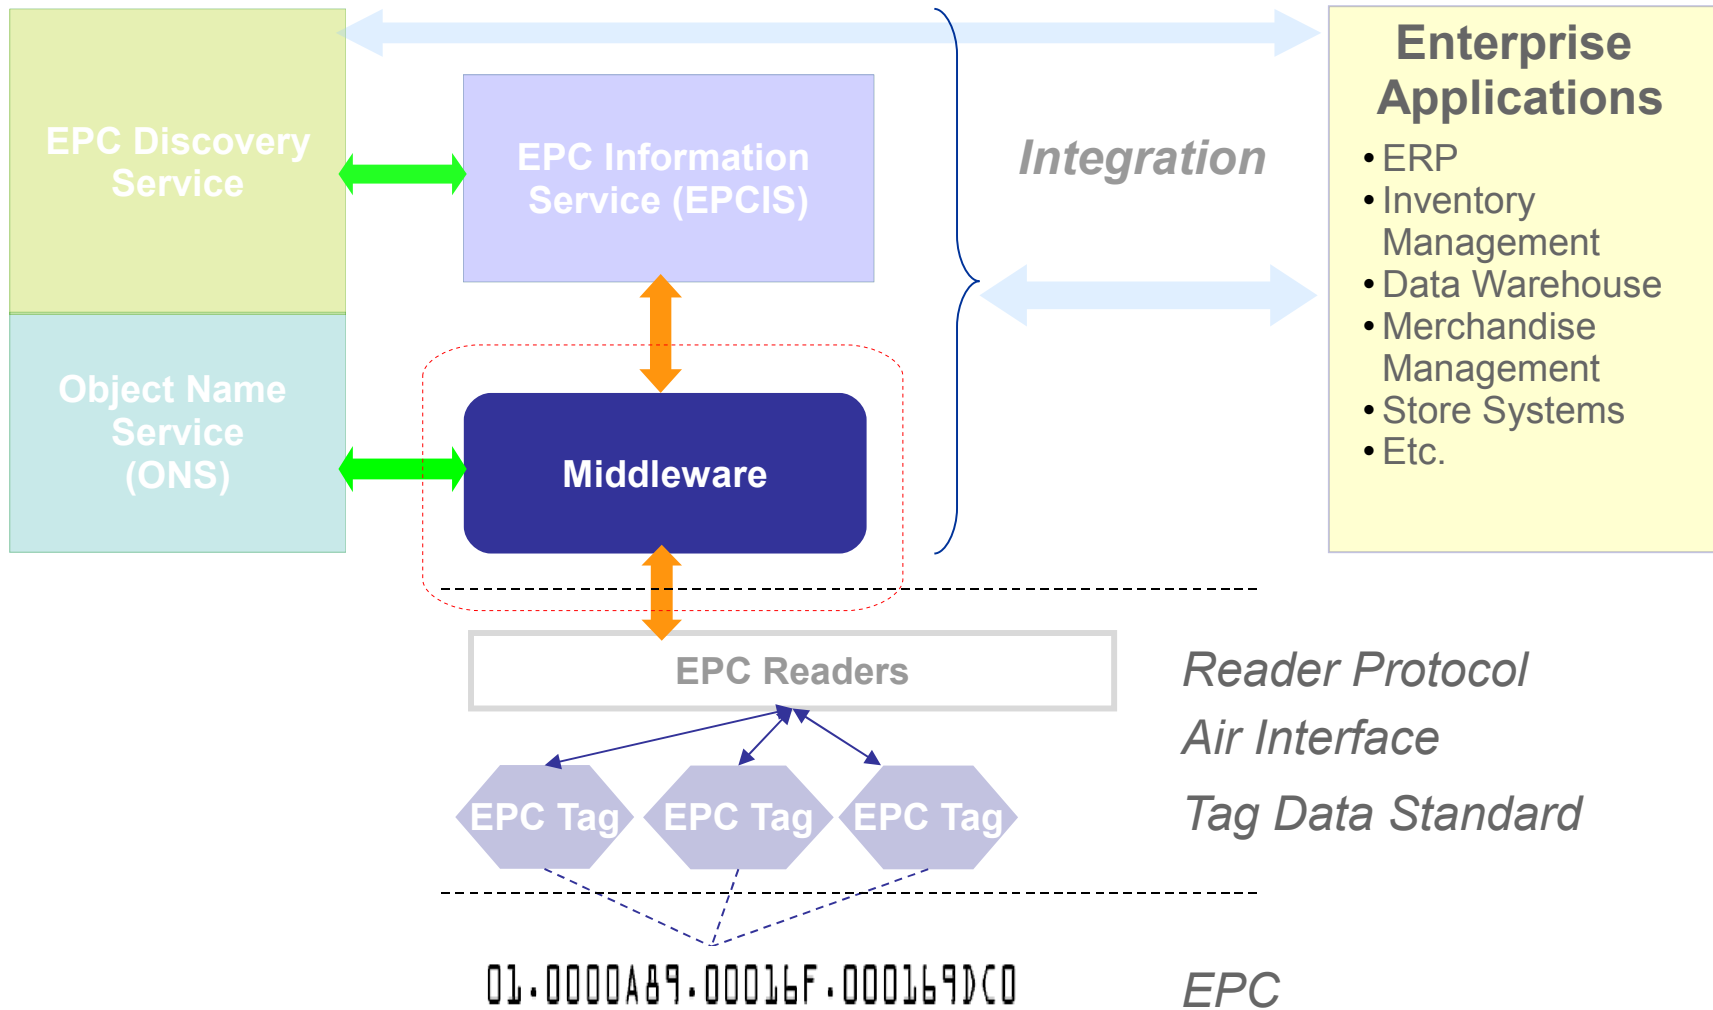 EPC Discovery
Service
EPC Information
Service (EPCIS)
Integration
Enterprise
Applications
• ERP
• Inventory
Management
• Data Warehouse
• Merchandise
Management
• Store Systems
• Etc.
Object Name
Service
(ONS)
Middleware
EPC Readers
Reader Protocol
Air Interface
EPC Tag
EPC Tag
EPC Tag
Tag Data Standard
01.0000A89.00016F.000169DC0
EPC